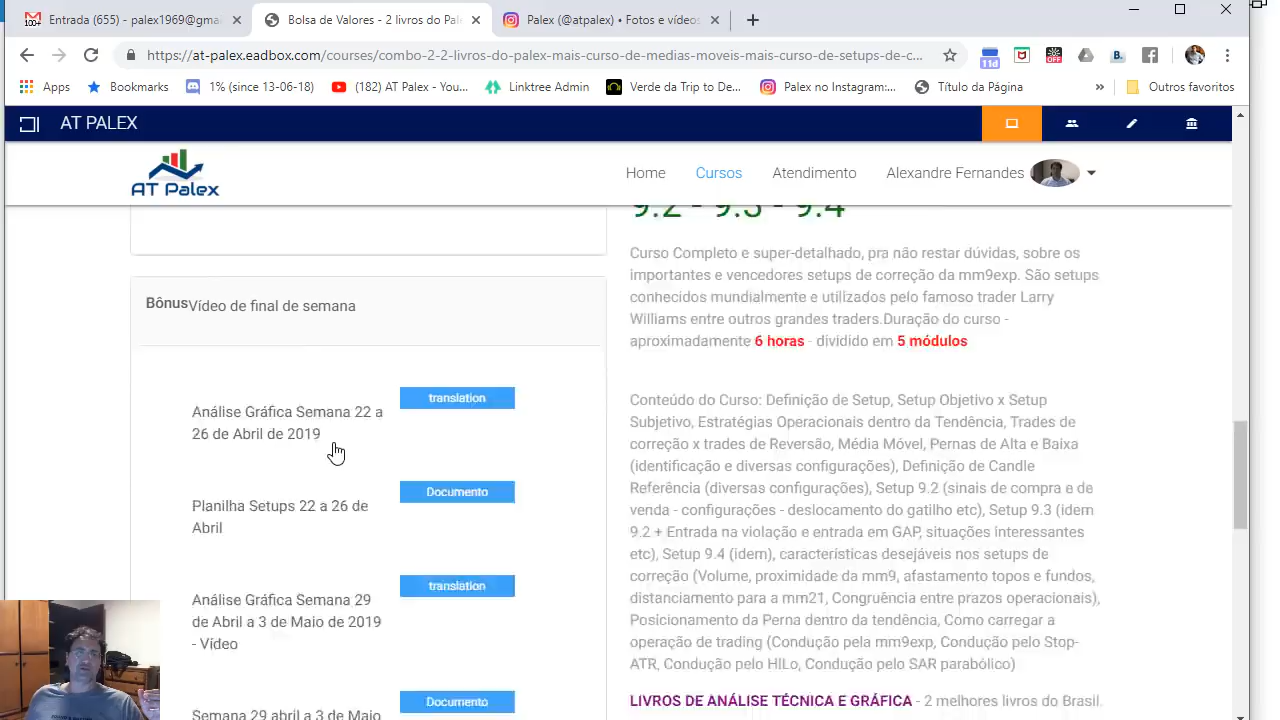 Entrada (655) - palex1969@gma
Bolsa de Valores - 2 livros do Pal
Palex (@atpalex) • Fotos e vídeos
100+
https://at-palex.eadbox.com/courses/combo-2-2-livros-do-palex-mais-curso-de-medias-moveis-mais-curso-de-setups-de-c...
11d
OFF
B.
Apps
Bookmarks
1% (since 13-06-18)
(182) AT Palex - You...
Linktree Admin
Verde da Trip to De...
Palex no Instagram:...
Título da Página
»
Outros favoritos
AT PALEX
AT Palex
Home
Cursos
Atendimento
Alexandre Fernandes
9.2 - 9.3 - 9.4
Bônus
Vídeo de final de semana
Análise Gráfica Semana 22 a
26 de Abril de 2019
translation
Planilha Setups 22 a 26 de
Abril
Documento
Análise Gráfica Semana 29
de Abril a 3 de Maio de 2019
- Vídeo
translation
Semana 29 abril a 3 de Maio
Documento
Curso Completo e super-detalhado, pra não restar dúvidas, sobre os
importantes e vencedores setups de correção da mm9exp. São setups
conhecidos mundialmente e utilizados pelo famoso trader Larry
Williams entre outros grandes traders.Duração do curso -
aproximadamente 6 horas - dividido em 5 módulos
Conteúdo do Curso: Definição de Setup, Setup Objetivo x Setup
Subjetivo, Estratégias Operacionais dentro da Tendência, Trades de
correção x trades de Reversão, Média Móvel, Pernas de Alta e Baixa
(identificação e diversas configurações), Definição de Candle
Referência (diversas configurações), Setup 9.2 (sinais de compra e de
venda - configurações - deslocamento do gatilho etc), Setup 9.3 (idem
9.2 + Entrada na violação e entrada em GAP, situações interessantes
etc), Setup 9.4 (idem), características desejáveis nos setups de
correção (Volume, proximidade da mm9, afastamento topos e fundos,
distanciamento para a mm21, Congruência entre prazos operacionais),
Posicionamento da Perna dentro da tendência, Como carregar a
operação de trading (Condução pela mm9exp, Condução pelo Stop-
ATR, Condução pelo HILo, Condução pelo SAR parabólico)
LIVROS DE ANÁLISE TÉCNICA E GRÁFICA - 2 melhores livros do Brasil.